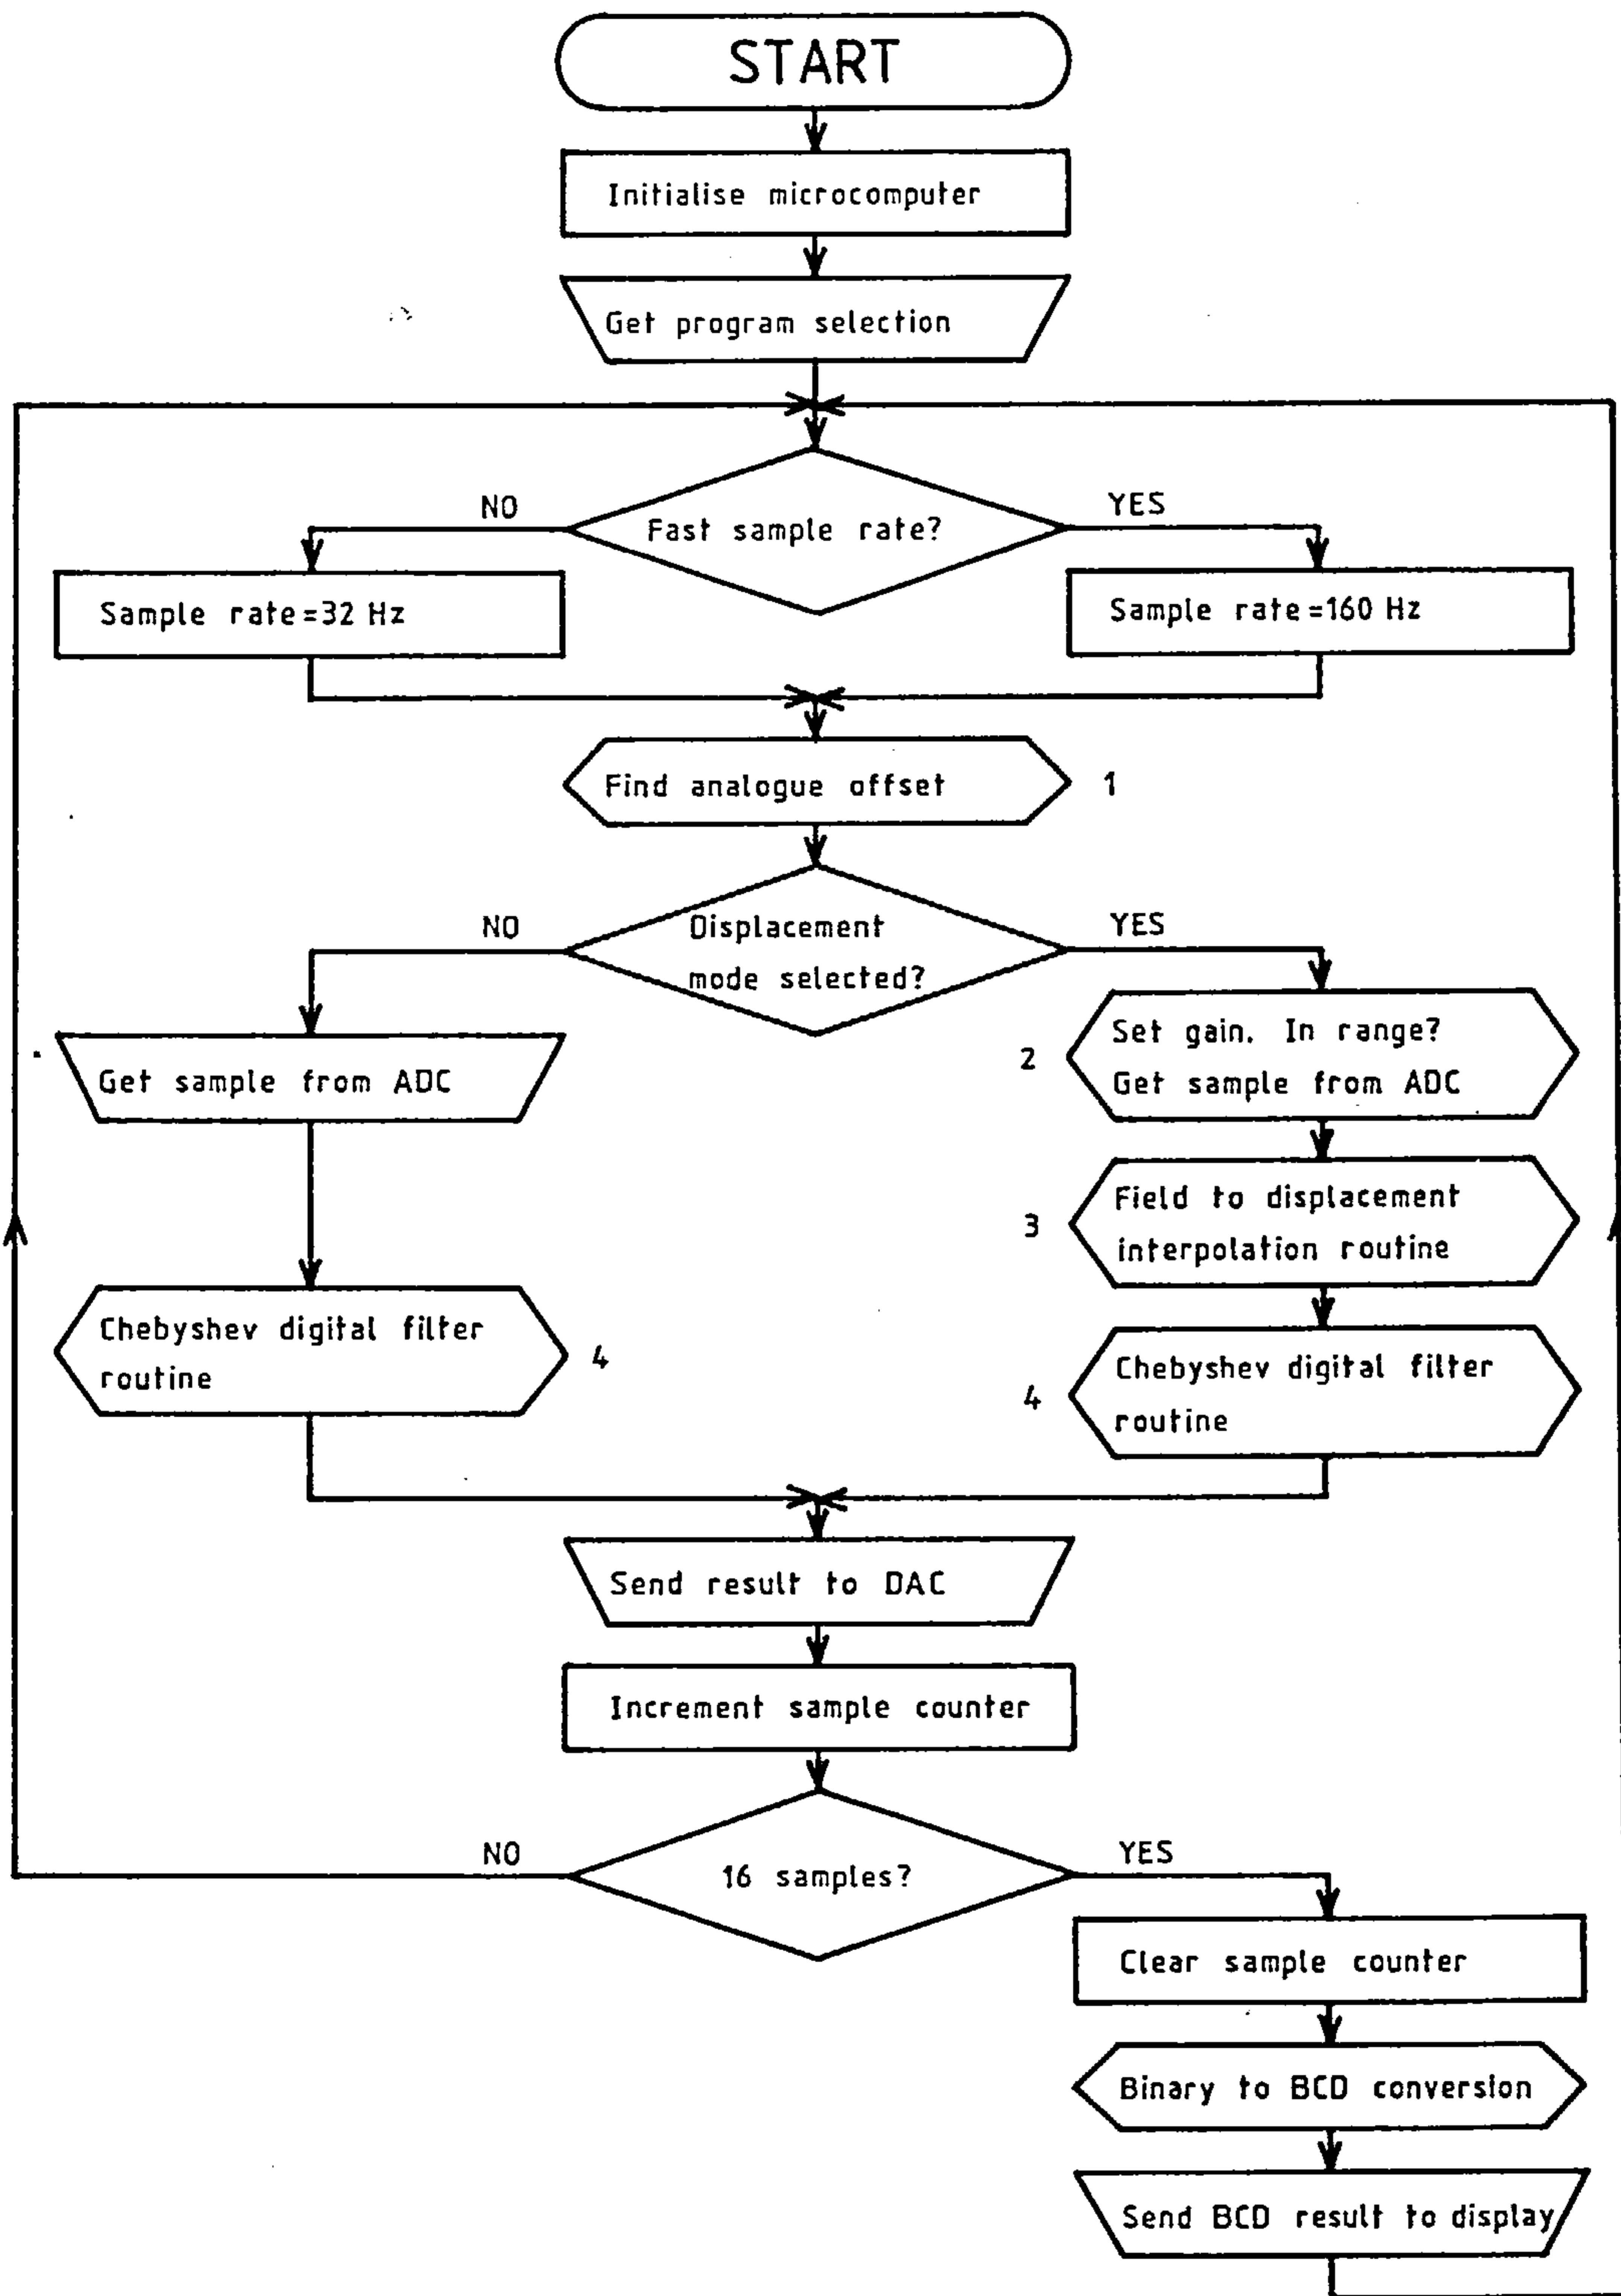 START
Initialise microcomputer
Get program selection
NO
YES
Fast sample rate?
Sample rate=32 Hz
Sample rate=160 Hz
Find analogue offset
1
NO
YES
Displacement
mode selected?
Get sample from ADC
2
Set gain. In range?
Get sample from ADC
3
Field to displacement
interpolation routine
Chebyshev digital filter
routine
4
4
Chebyshev digital filter
routine
Send result to DAC
Increment sample counter
NO
YES
16 samples?
Clear sample counter
Binary to BCD conversion
Send BCD result to display